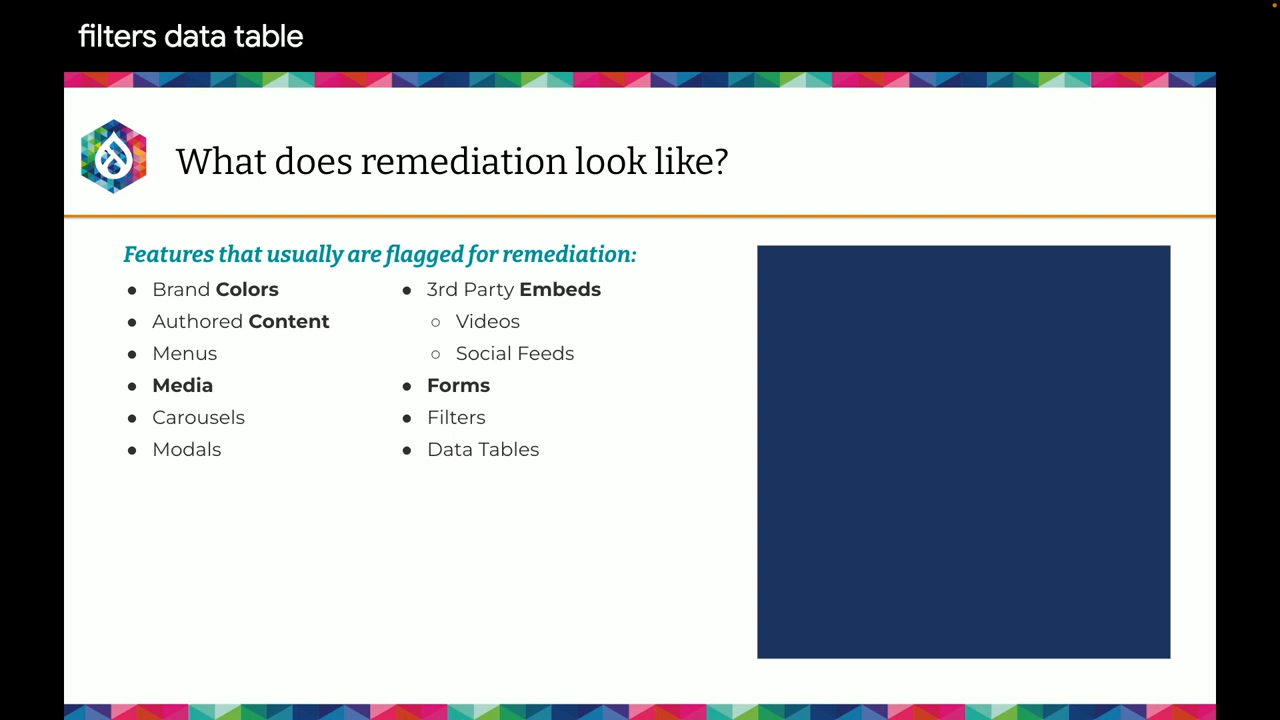 filters data table
What does remediation look like?
Features that usually are flagged for remediation:
● Brand Colors
● Authored Content
● Menus
● Media
● Carousels
● Modals
● 3rd Party Embeds
○ Videos
○ Social Feeds
● Forms
● Filters
● Data Tables